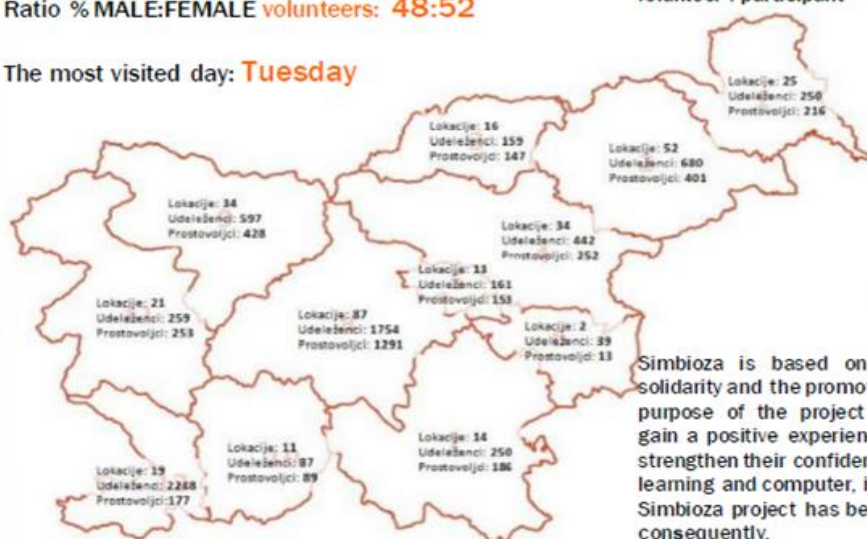 Ratio % MALE:FEMALE volunteers: 48:52
The most visited day: Tuesday
Lokacije: 25
Udeleženci: 250
Prostovoljci: 216
Lokacije: 16
Udeleženci: 159
Prostovoljci: 147
Lokacije: 52
Udeleženci: 680
Prostovoljci: 401
Lokacije: 34
Udeleženci: 597
Prostovoljci: 428
Lokacije: 34
Udeleženci: 442
Prostovoljci: 252
Lokacije: 13
Udeleženci: 161
Prostovoljci: 153
Lokacije: 21
Udeleženci: 259
Prostovoljci: 253
Lokacije: 87
Udeleženci: 1754
Prostovoljci: 1291
Lokacije: 2
Udeleženci: 39
Prostovoljci: 13
Lokacije: 14
Udeleženci: 250
Prostovoljci: 186
Lokacije: 11
Udeleženci: 87
Prostovoljci: 89
Lokacije: 19
Udeleženci: 2248
Prostovoljci: 177
Simbioza is based on
solidarity and the promo
purpose of the project
gain a positive experien
strengthen their confider
learning and computer, i
Simbioza project has be
consequently.